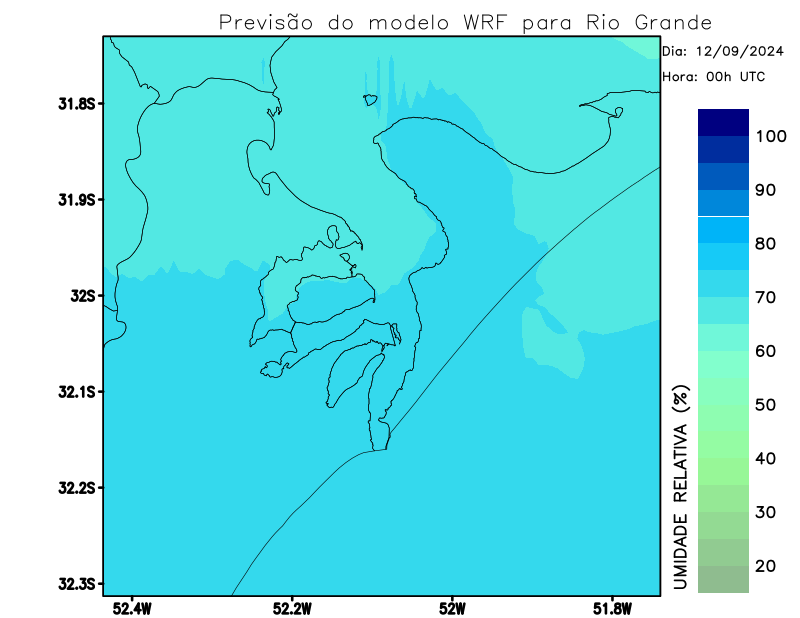 Previsão do modelo WRF para Rio Grande
Dia: 12/09/2024
Hora: 00h UTC
31.8S
31.9S
32S
32.1S
32.2S
32.3S
52.4W
52.2W
52W
51.8W
100
90
80
70
60
50
40
30
20
UMIDADE RELATIVA (%)